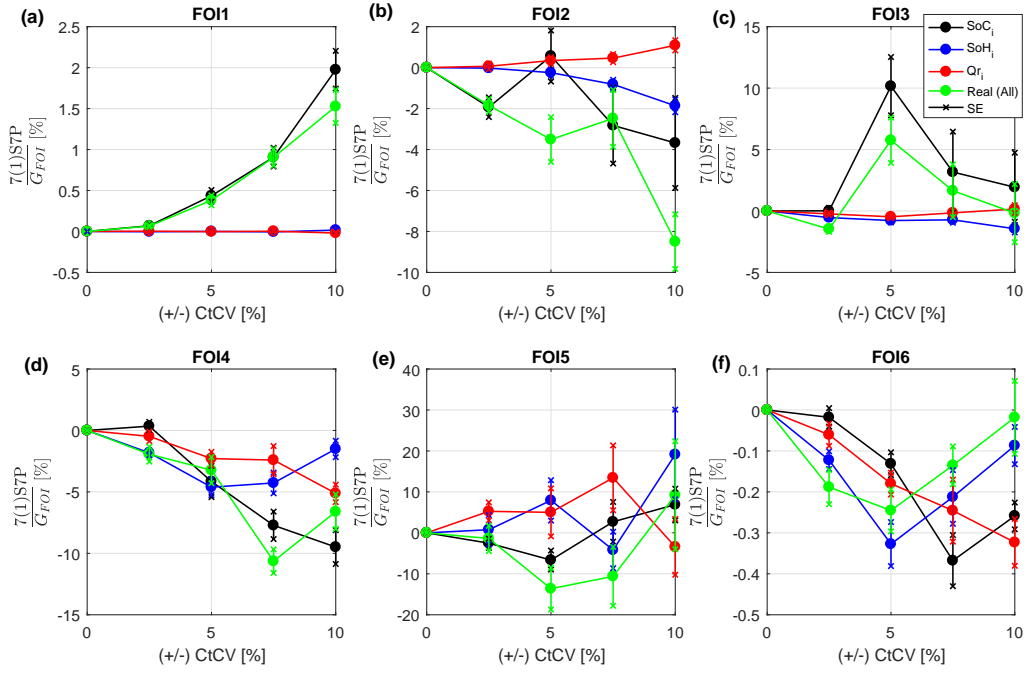 (a)
FOI1
2.5
2
1.5
1
0.5
0
-0.5
0
5
10
7(1)S7P
G_FOI [%]
(+/-) CtCV [%]
(b)
FOI2
2
0
-2
-4
-6
-8
-10
0
5
10
7(1)S7P
G_FOI [%]
(+/-) CtCV [%]
(c)
FOI3
15
10
5
0
-5
0
5
10
7(1)S7P
G_FOI [%]
(+/-) CtCV [%]
SoC_i
SoH_i
Qr_i
Real (All)
SE
(d)
FOI4
5
0
-5
-10
-15
0
5
10
7(1)S7P
G_FOI [%]
(+/-) CtCV [%]
(e)
FOI5
40
30
20
10
0
-10
-20
0
5
10
7(1)S7P
G_FOI [%]
(+/-) CtCV [%]
(f)
FOI6
0.1
0
-0.1
-0.2
-0.3
-0.4
-0.5
0
5
10
7(1)S7P
G_FOI [%]
(+/-) CtCV [%]